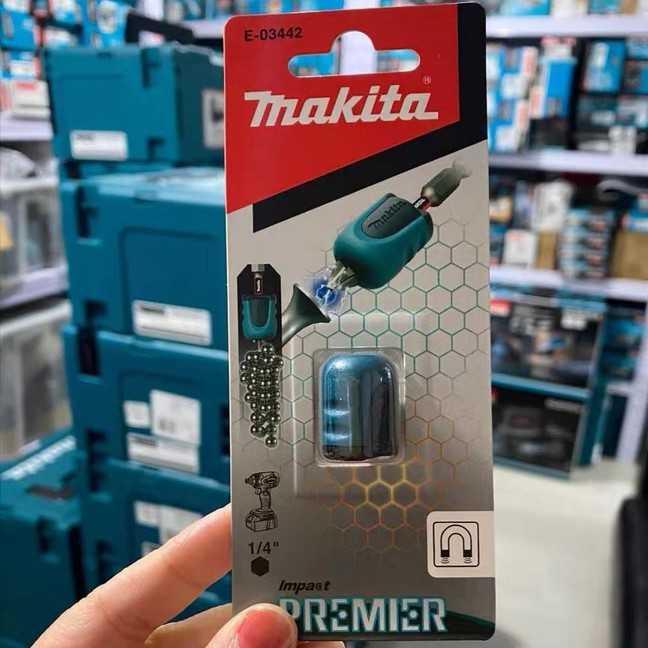 E-03442
makita®
makita
1/4"
Impact
PREMIER